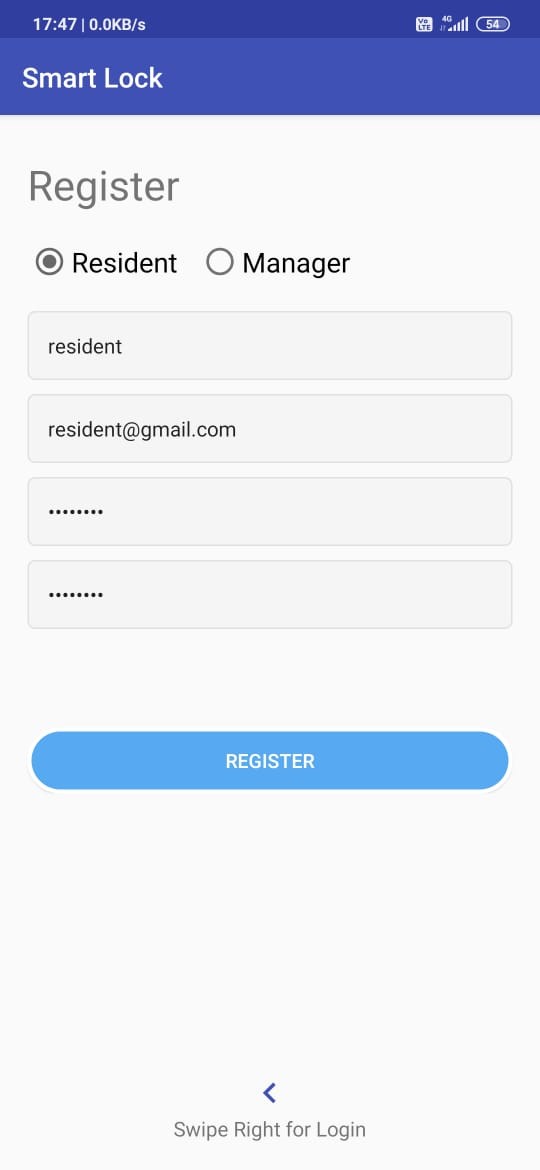 17:47 | 0.0KB/s Vo LTE 4G 54
Smart Lock
Register
Resident Manager
resident
resident@gmail.com
••••••••
••••••••
REGISTER
Swipe Right for Login